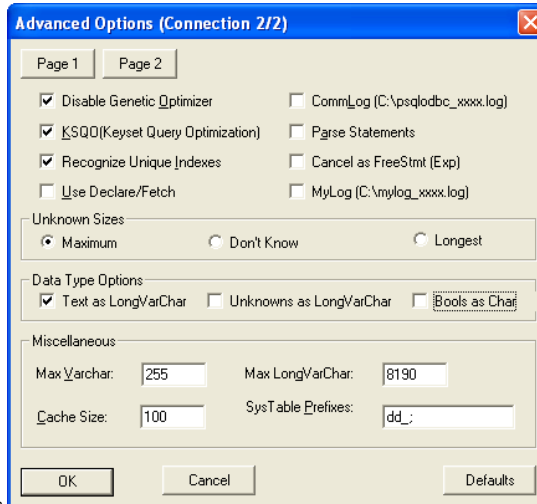 Advanced Options (Connection 2/2)
Page 1 Page 2
Disable Genetic Optimizer CommLog (C:\psqlodbc_xxxx.log)
KSQO(Keyset Query Optimization) Parse Statements
Recognize Unique Indexes Cancel as FreeStmt (Exp)
Use Declare/Fetch MyLog (C:\mylog_xxxx.log)
Unknown Sizes
Maximum Don't Know Longest
Data Type Options
Text as LongVarChar Unknowns as LongVarChar Bools as Char
Miscellaneous
Max Varchar: 255 Max LongVarChar: 8190
Cache Size: 100 SysTable Prefixes: dd_;
OK Cancel Defaults